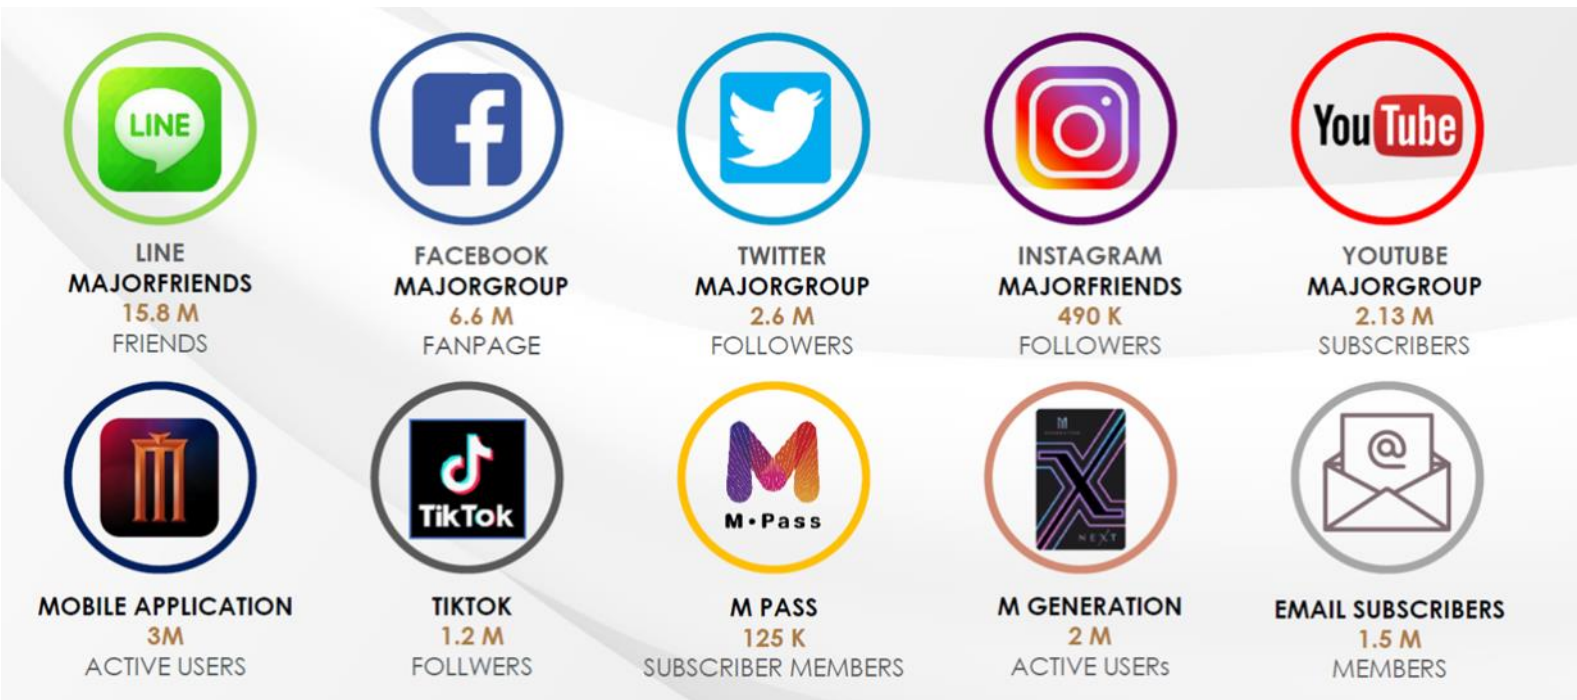 LINE
LINE
MAJORFRIENDS
15.8 M
FRIENDS
FACEBOOK
MAJORGROUP
6.6 M
FANPAGE
TWITTER
MAJORGROUP
2.6 M
FOLLOWERS
INSTAGRAM
MAJORFRIENDS
490 K
FOLLOWERS
YouTube
YOUTUBE
MAJORGROUP
2.13 M
SUBSCRIBERS
MOBILE APPLICATION
3M
ACTIVE USERS
TikTok
TIKTOK
1.2 M
FOLLWERS
M•Pass
M PASS
125 K
SUBSCRIBER MEMBERS
NEXT
M GENERATION
2 M
ACTIVE USERs
@
EMAIL SUBSCRIBERS
1.5 M
MEMBERS